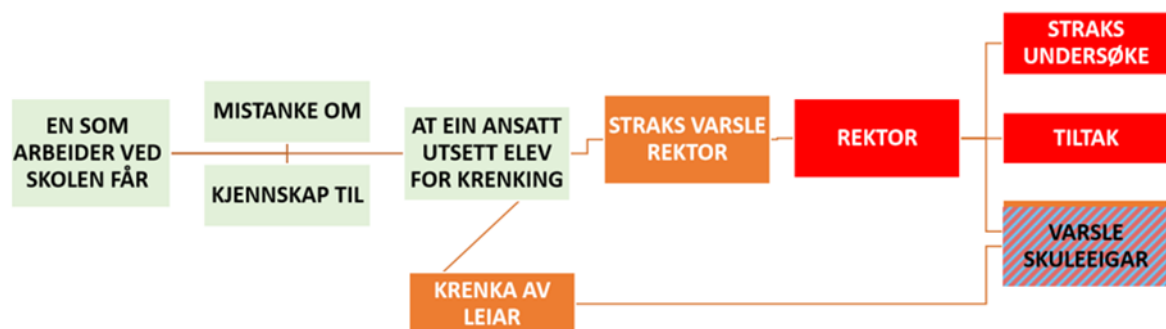 EN SOM
ARBEIDER VED
SKOLEN FÅR
MISTANKE OM
KJENNSKAP TIL
AT EIN ANSATT
UTSETT ELEV
FOR KRENKING
STRAKS VARSLE
REKTOR
REKTOR
STRAKS
UNDERSØKE
TILTAK
VARSLE
SKULEEIGAR
KRENKA AV
LEIAR